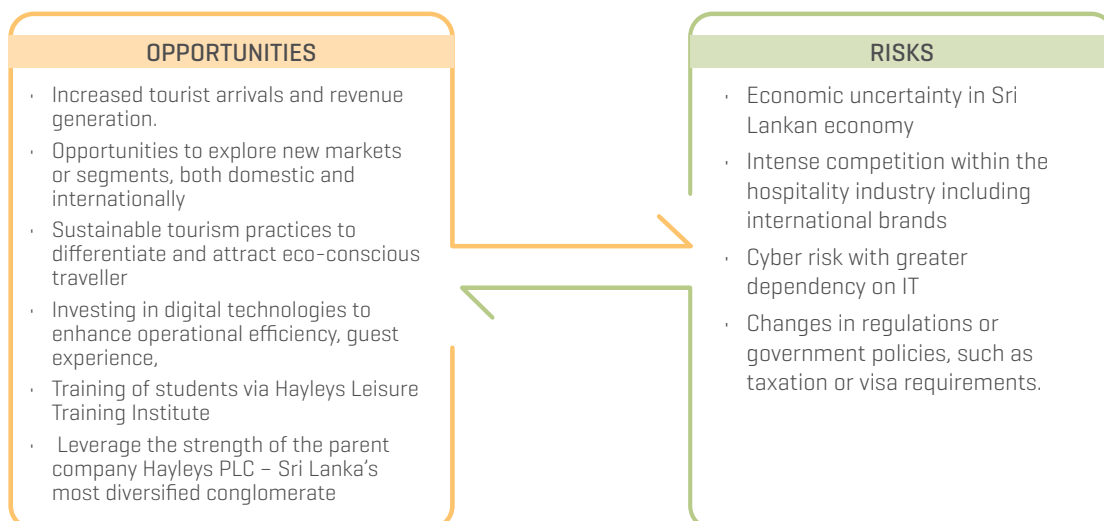 OPPORTUNITIES
· Increased tourist arrivals and revenue
generation.
· Opportunities to explore new markets
or segments, both domestic and
internationally
· Sustainable tourism practices to
differentiate and attract eco-conscious
traveller
· Investing in digital technologies to
enhance operational efficiency, guest
experience,
· Training of students via Hayleys Leisure
Training Institute
· Leverage the strength of the parent
company Hayleys PLC – Sri Lanka’s
most diversified conglomerate
RISKS
· Economic uncertainty in Sri
Lankan economy
· Intense competition within the
hospitality industry including
international brands
· Cyber risk with greater
dependency on IT
· Changes in regulations or
government policies, such as
taxation or visa requirements.